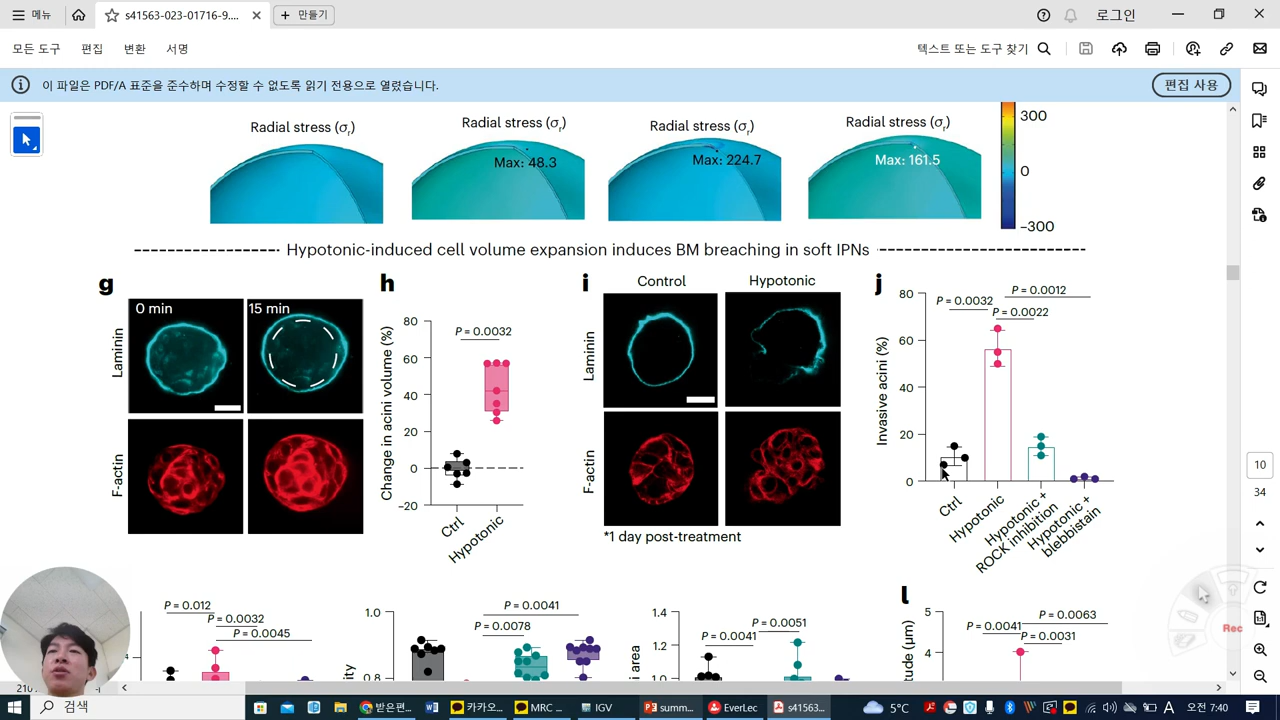 메뉴
s41563-023-01716-9....
만들기
로그인
모든 도구
편집
변환
서명
텍스트 또는 도구 찾기
이 파일은 PDF/A 표준을 준수하며 수정할 수 없도록 읽기 전용으로 열렸습니다.
편집 사용
Radial stress (σr)
Radial stress (σr)
Radial stress (σr)
Radial stress (σr)
Max: 48.3
Max: 224.7
Max: 161.5
300
0
−300
Hypotonic-induced cell volume expansion induces BM breaching in soft IPNs
g
0 min
15 min
Laminin
F-actin
h
Change in acini volume (%)
80
60
40
20
0
−20
P = 0.0032
Ctrl
Hypotonic
i
Control
Hypotonic
Laminin
F-actin
*1 day post-treatment
j
Invasive acini (%)
80
60
40
20
0
P = 0.0012
P = 0.0032
P = 0.0022
Ctrl
Hypotonic
Hypotonic +
ROCK inhibition
Hypotonic +
blebbistain
P = 0.012
P = 0.0032
P = 0.0045
1.0
0.8
P = 0.0041
P = 0.0078
1.4
1.2
1.0
P = 0.0051
P = 0.0041
l
5
4
P = 0.0063
P = 0.0041
P = 0.0031
10
34
Rec
검색
받은편...
카카오...
MRC ...
IGV
summ...
EverLec
s41563...
5°C
A
오전 7:40